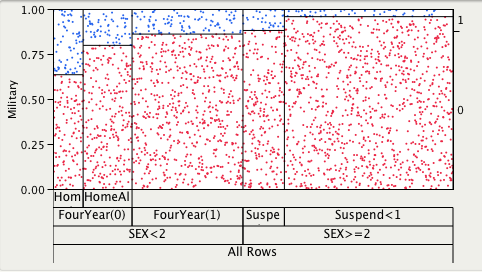 1.00
0.75
0.50
0.25
0.00
Military
1
0
Hom HomeAl
FourYear(0) FourYear(1) Suspe Suspend<1
SEX<2 SEX>=2
All Rows